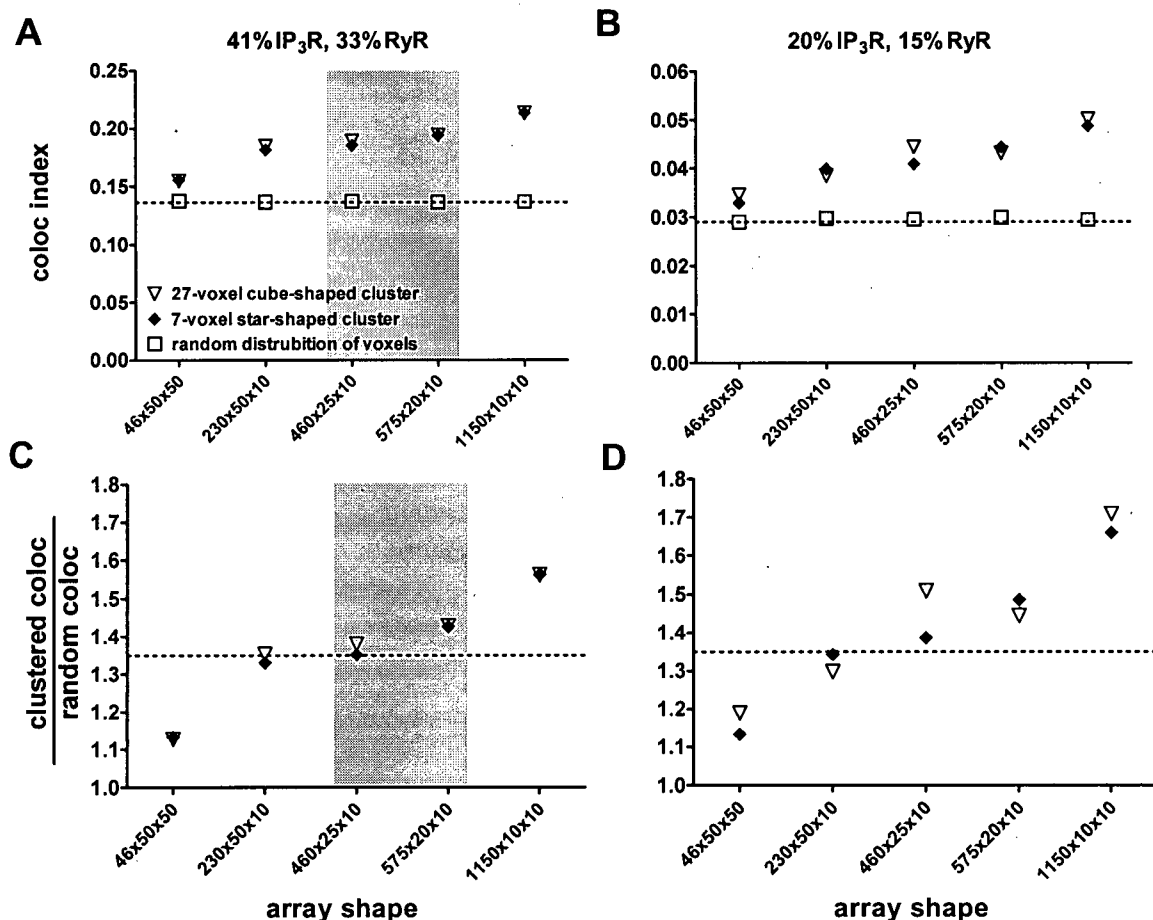 A
41% IP3R, 33% RyR
coloc index
0.25
0.20
0.15
0.10
0.05
0.00
27-voxel cube-shaped cluster
7-voxel star-shaped cluster
random distrubition of voxels
46x50x50
230x50x10
460x25x10
575x20x10
1150x10x10
B
20% IP3R, 15% RyR
0.06
0.05
0.04
0.03
0.02
0.01
0.00
46x50x50
230x50x10
460x25x10
575x20x10
1150x10x10
C
clustered coloc
random coloc
1.8
1.7
1.6
1.5
1.4
1.3
1.2
1.1
1.0
46x50x50
230x50x10
460x25x10
575x20x10
1150x10x10
array shape
D
1.8
1.7
1.6
1.5
1.4
1.3
1.2
1.1
1.0
46x50x50
230x50x10
460x25x10
575x20x10
1150x10x10
array shape